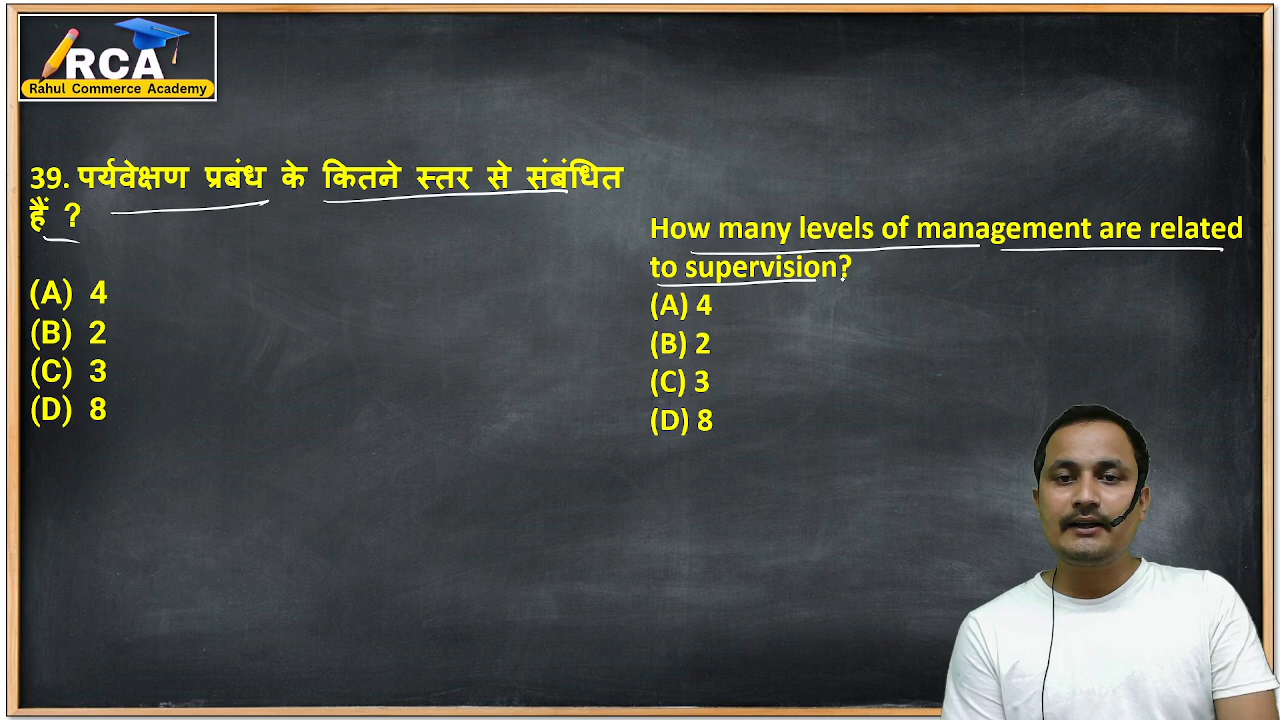 RCA
Rahul Commerce Academy
39. पर्यवेक्षण प्रबंध के कितने स्तर से संबंधित
हैं ?
(A) 4
(B) 2
(C) 3
(D) 8
How many levels of management are related
to supervision?
(A) 4
(B) 2
(C) 3
(D) 8